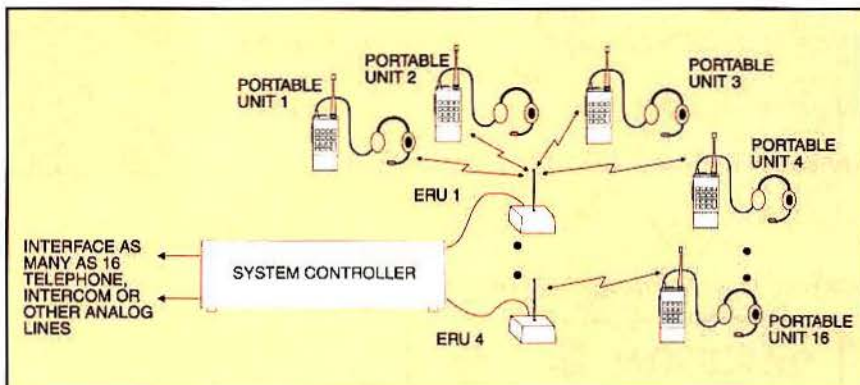 PORTABLE
UNIT 1
PORTABLE
UNIT 2
PORTABLE
UNIT 3
PORTABLE
UNIT 4
ERU 1
INTERFACE AS
MANY AS 16
TELEPHONE,
INTERCOM OR
OTHER ANALOG
LINES
SYSTEM CONTROLLER
ERU 4
PORTABLE
UNIT 16